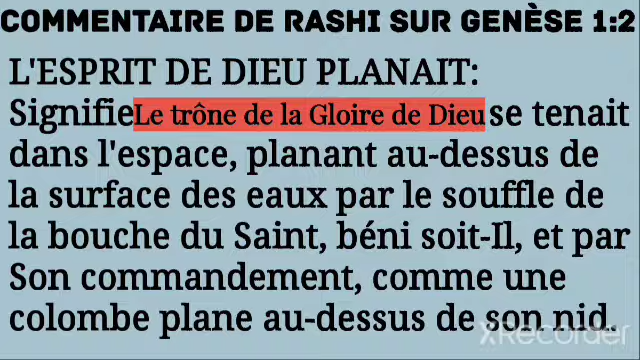 COMMENTAIRE DE RASHI SUR GENÈSE 1:2
L'ESPRIT DE DIEU PLANAIT:
Signifie Le trône de la Gloire de Dieu se tenait
dans l'espace, planant au-dessus de
la surface des eaux par le souffle de
la bouche du Saint, béni soit-Il, et par
Son commandement, comme une
colombe plane au-dessus de son nid.
XRecorder